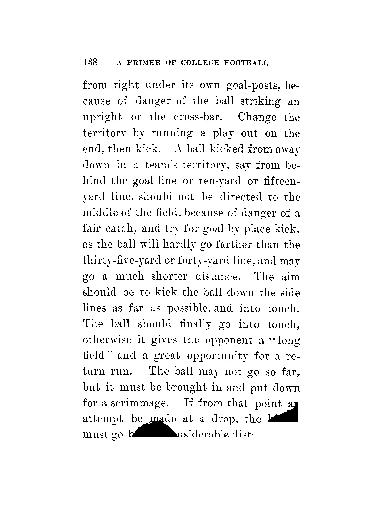 138 A PRIMER OF COLLEGE FOOTBALL
from right under its own goal-posts, be-
cause of danger of the ball striking an
upright or the cross-bar. Change the
territory by running a play out on the
end, then kick. A ball kicked from away
down in a team's territory, say from be-
hind the goal line or ten-yard or fifteen-
yard line, should not be directed to the
middle of the field, because of danger of a
fair catch, and try for goal by place kick,
as the ball will hardly go farther than the
thirty-five-yard or forty-yard line, and may
go a much shorter distance. The aim
should be to kick the ball down the side
lines as far as possible, and into touch.
The ball should finally go into touch,
otherwise it gives the opponent a "long
field" and a great opportunity for a re-
turn run. The ball may not go so far,
but it must be brought in and put down
for a scrimmage. If from that point an
attempt be made at a drop, the
must go